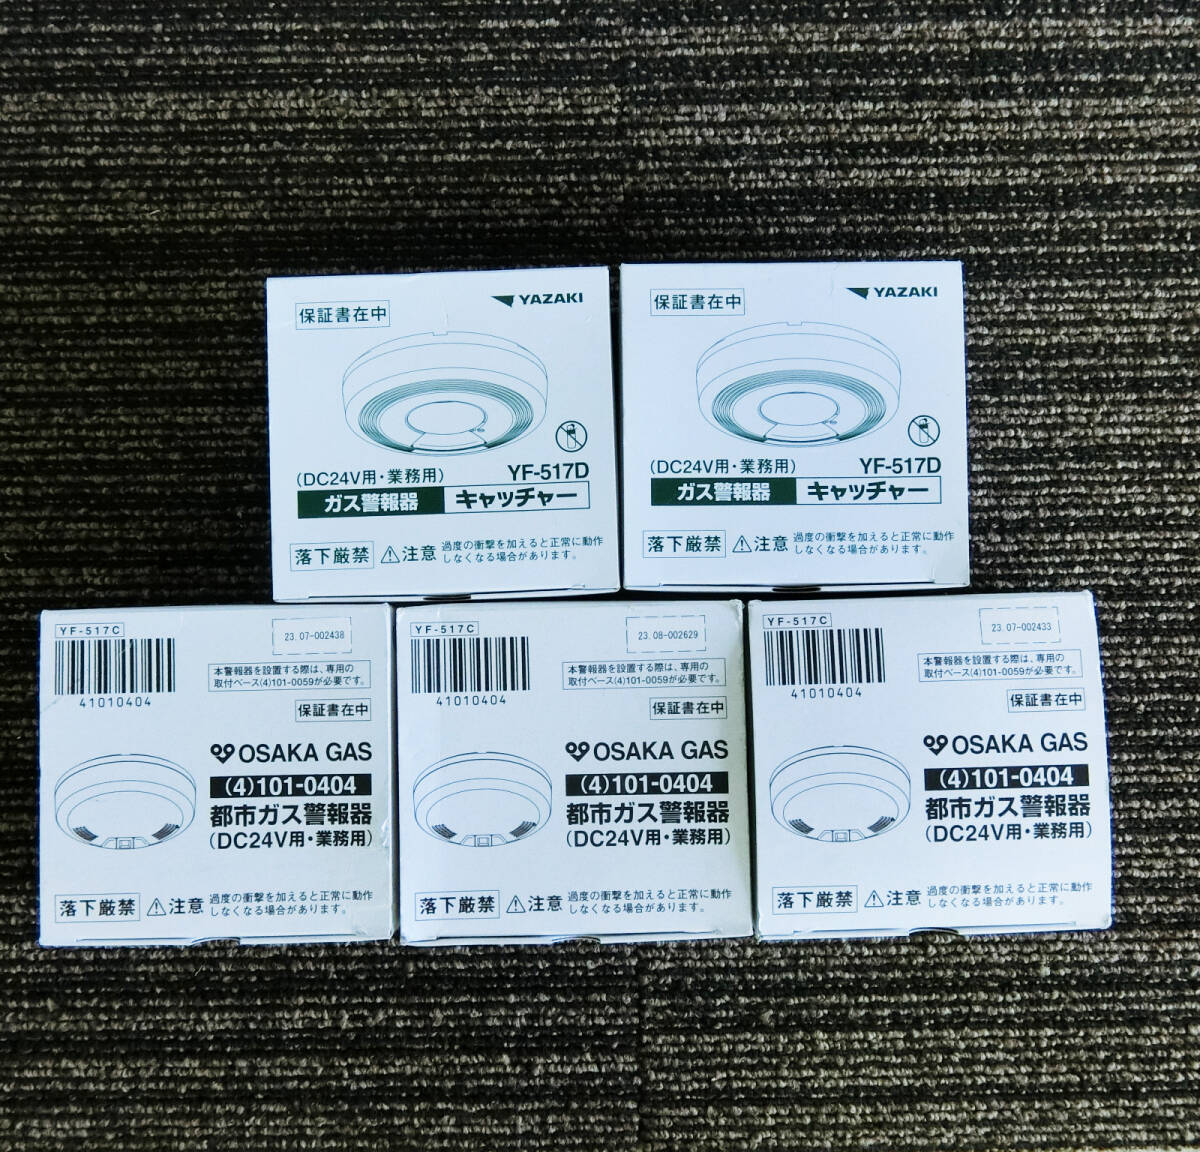 保証書在中
YAZAKI
(DC24V用・業務用)
YF-517D
ガス警報器 キャッチャー
落下厳禁 注意 過度の衝撃を加えると正常に動作
しなくなる場合があります。
保証書在中
YAZAKI
(DC24V用・業務用)
YF-517D
ガス警報器 キャッチャー
落下厳禁 注意 過度の衝撃を加えると正常に動作
しなくなる場合があります。
YF-517C
23.07-002438
41010404
本警報器を設置する際は、専用の
取付ベース(4)101-0059が必要です。
保証書在中
OSAKA GAS
(4)101-0404
都市ガス警報器
(DC24V用・業務用)
落下厳禁 注意 過度の衝撃を加えると正常に動作
しなくなる場合があります。
YF-517C
23.08-002629
41010404
本警報器を設置する際は、専用の
取付ベース(4)101-0059が必要です。
保証書在中
OSAKA GAS
(4)101-0404
都市ガス警報器
(DC24V用・業務用)
落下厳禁 注意 過度の衝撃を加えると正常に動作
しなくなる場合があります。
YF-517C
23.07-002433
41010404
本警報器を設置する際は、専用の
取付ベース(4)101-0059が必要です。
保証書在中
OSAKA GAS
(4)101-0404
都市ガス警報器
(DC24V用・業務用)
落下厳禁 注意 過度の衝撃を加えると正常に動作
しなくなる場合があります。